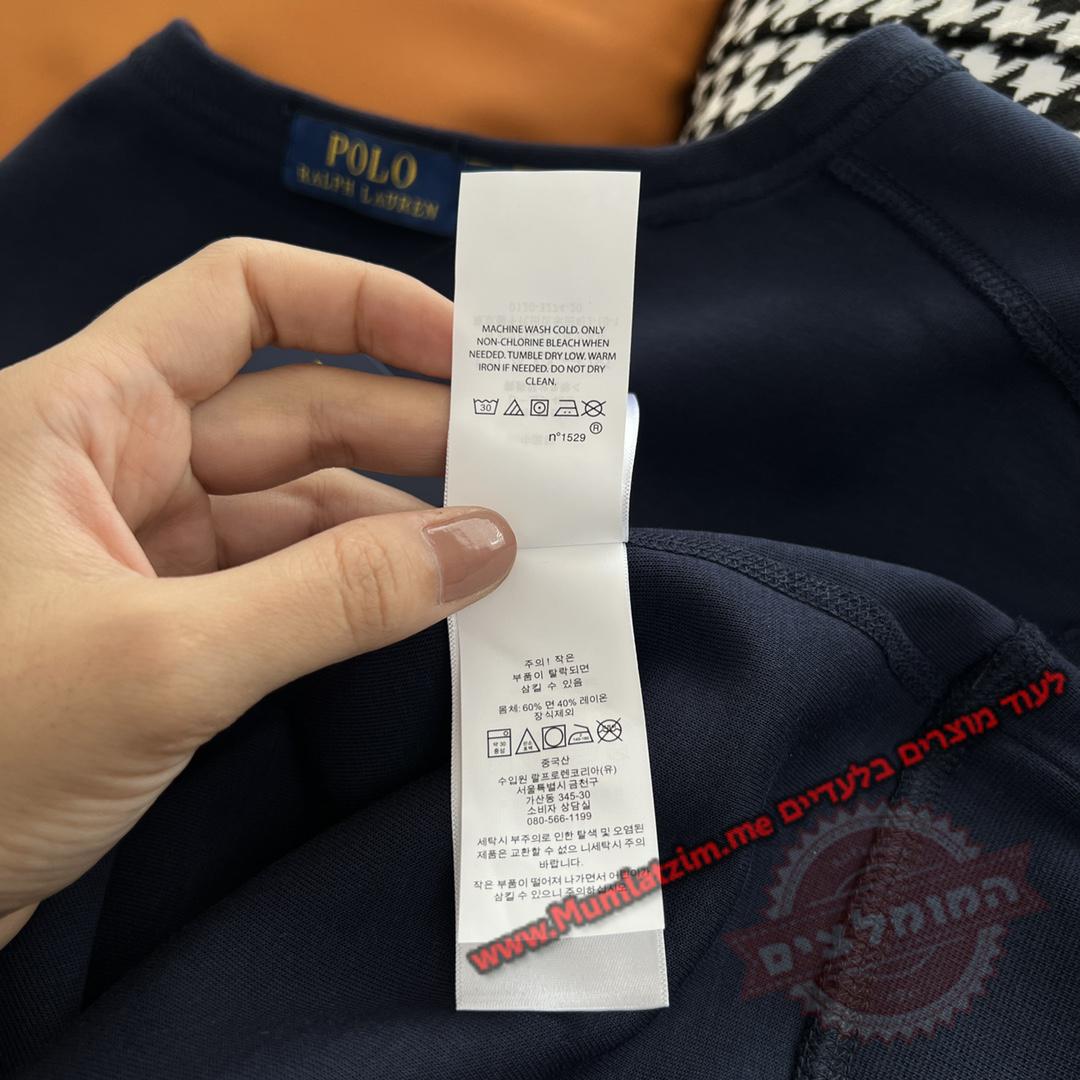 POLO
RALPH LAUREN
MACHINE WASH COLD. ONLY
NON-CHLORINE BLEACH WHEN
NEEDED. TUMBLE DRY LOW. WARM
IRON IF NEEDED. DO NOT DRY
CLEAN.
30
n°1529 ®
주의! 작은
부품이 탈락되면
삼킬 수 있음
몸체: 60% 면 40% 레이온
장식제외
약 30
중성
중국산
수입원 랄프로렌코리아(유)
서울특별시 금천구
가산동 345-30
소비자 상담실
080-566-1199
세탁시 부주의로 인한 탈색 및 오염된
제품은 교환할 수 없으 니세탁시 주의
바랍니다.
작은 부품이 떨어져 나가면서 어린이가
삼킬 수 있으니 주의하십시오
לעוד מוצרים בלעדיים www.Mumlatzim.me
המומלצים